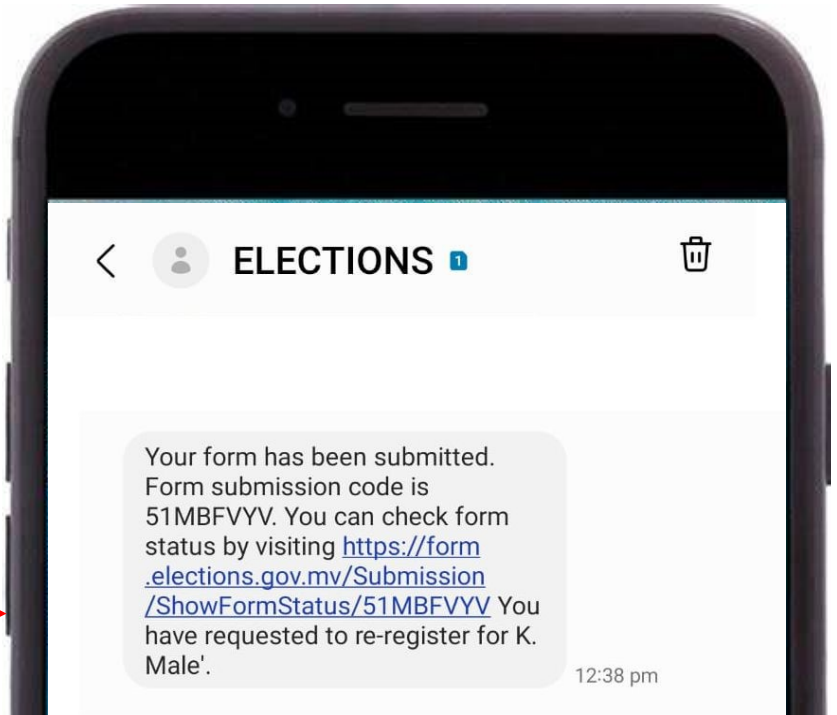 ELECTIONS 1
Your form has been submitted.
Form submission code is
51MBFVYV. You can check form
status by visiting https://form
.elections.gov.mv/Submission
/ShowFormStatus/51MBFVYV You
have requested to re-register for K.
Male'.
12:38 pm